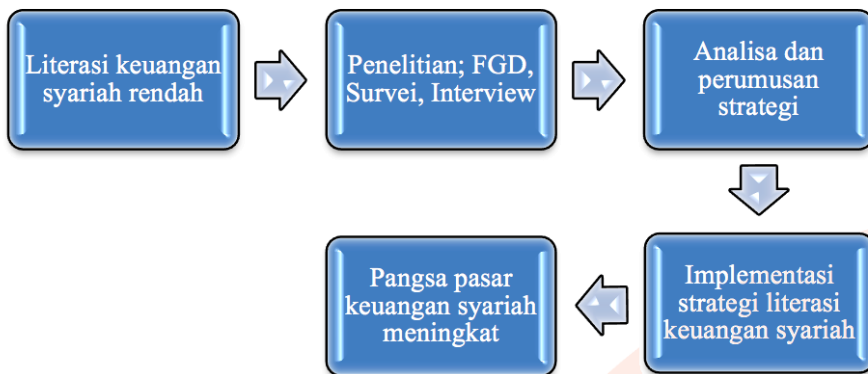 Literasi keuangan
syariah rendah
Penelitian; FGD,
Survei, Interview
Analisa dan
perumusan
strategi
Implementasi
strategi literasi
keuangan syariah
Pangsa pasar
keuangan syariah
meningkat